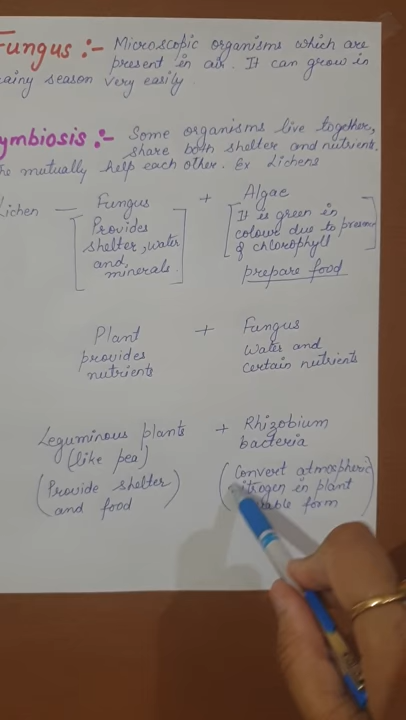 Fungus :- Microscopic organisms which are
present in air. It can grow in
rainy season very easily.
Symbiosis :- Some organisms live together,
share both shelter and nutrients.
mutually help each other. Ex Lichens
Lichen — Fungus + Algae
[Provides shelter, water and minerals.]
[It is green in colour due to presence of chlorophyll]
prepare food
Plant + Fungus
provides nutrients
Water and certain nutrients
Leguminous plants + Rhizobium
(like pea) bacteria
(Provide shelter and food)
(Convert atmospheric
nitrogen in plant
form)